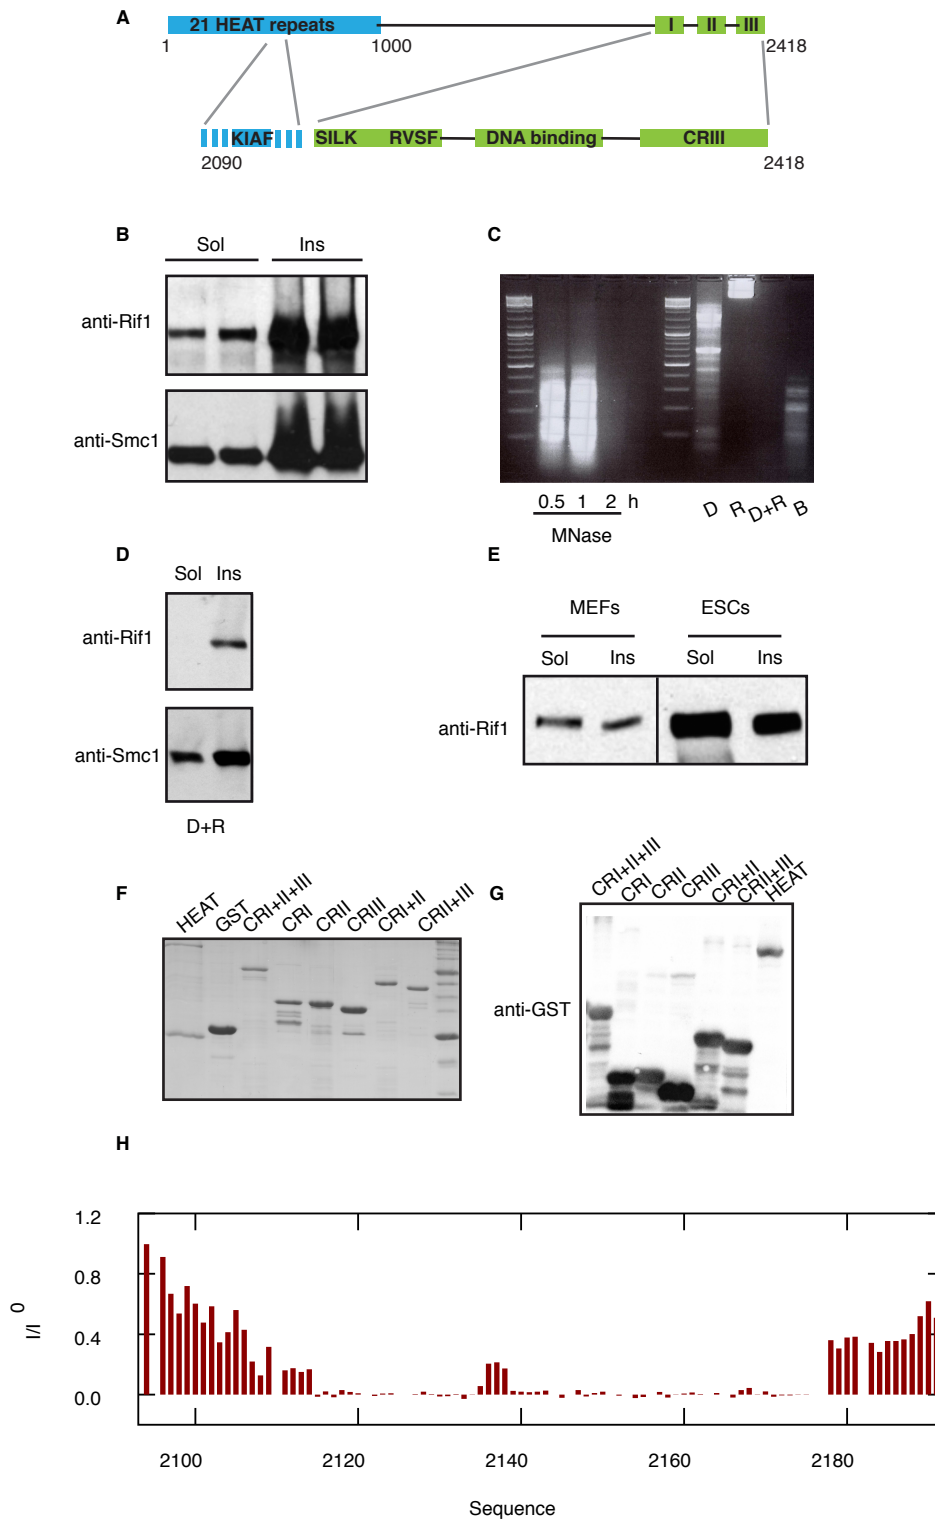 A
21 HEAT repeats I II III
1 1000 2418
KIAF SILK RVSF DNA binding CRIII
2090 2418
B
Sol Ins
anti-Rif1
anti-Smc1
C
0.5 1 2 h
MNase
D R D+R B
D
Sol Ins
anti-Rif1
anti-Smc1
D+R
E
MEFs ESCs
Sol Ins Sol Ins
anti-Rif1
F
HEAT GST CRI+II+III CRI CRII CRIII CRI+II CRII+III
G
CRI+II+III CRI CRII CRIII CRI+II CRII+III HEAT
anti-GST
H
1.2
0.8
0.4
0.0
I/I 0
2100 2120 2140 2160 2180
Sequence